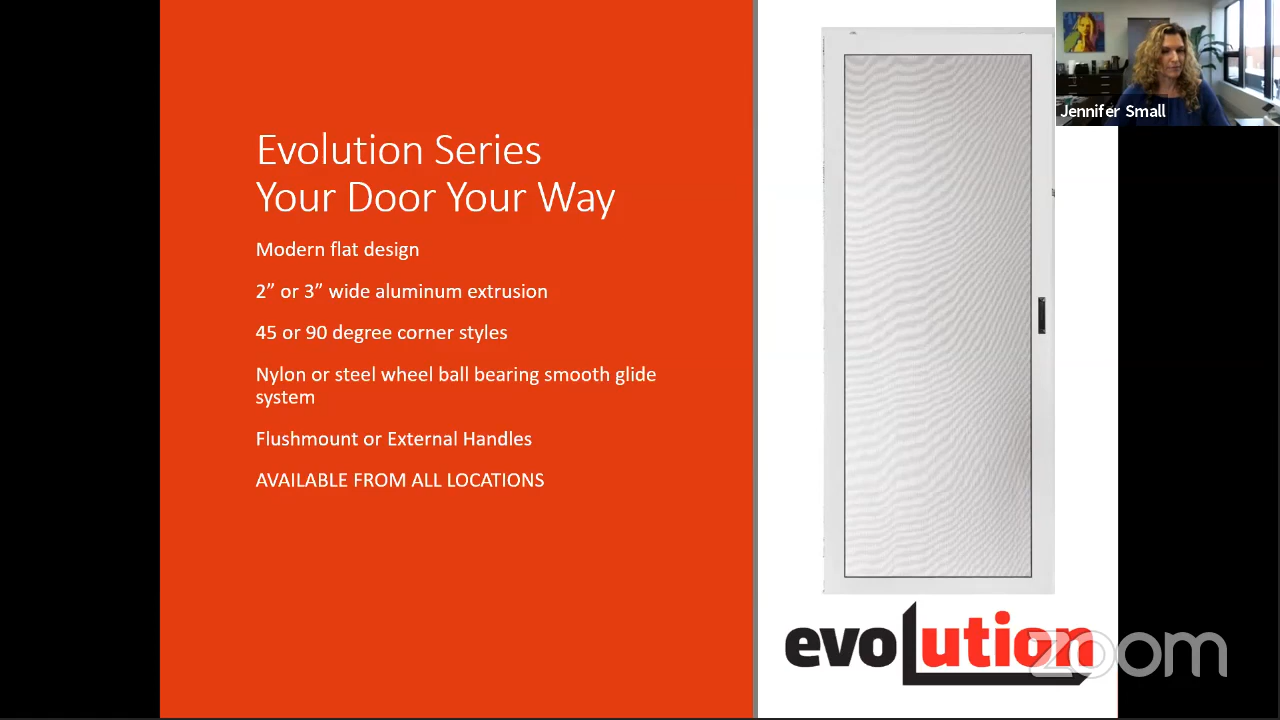 Evolution Series
Your Door Your Way
Modern flat design
2” or 3” wide aluminum extrusion
45 or 90 degree corner styles
Nylon or steel wheel ball bearing smooth glide
system
Flushmount or External Handles
AVAILABLE FROM ALL LOCATIONS
Jennifer Small
evolution
zoom